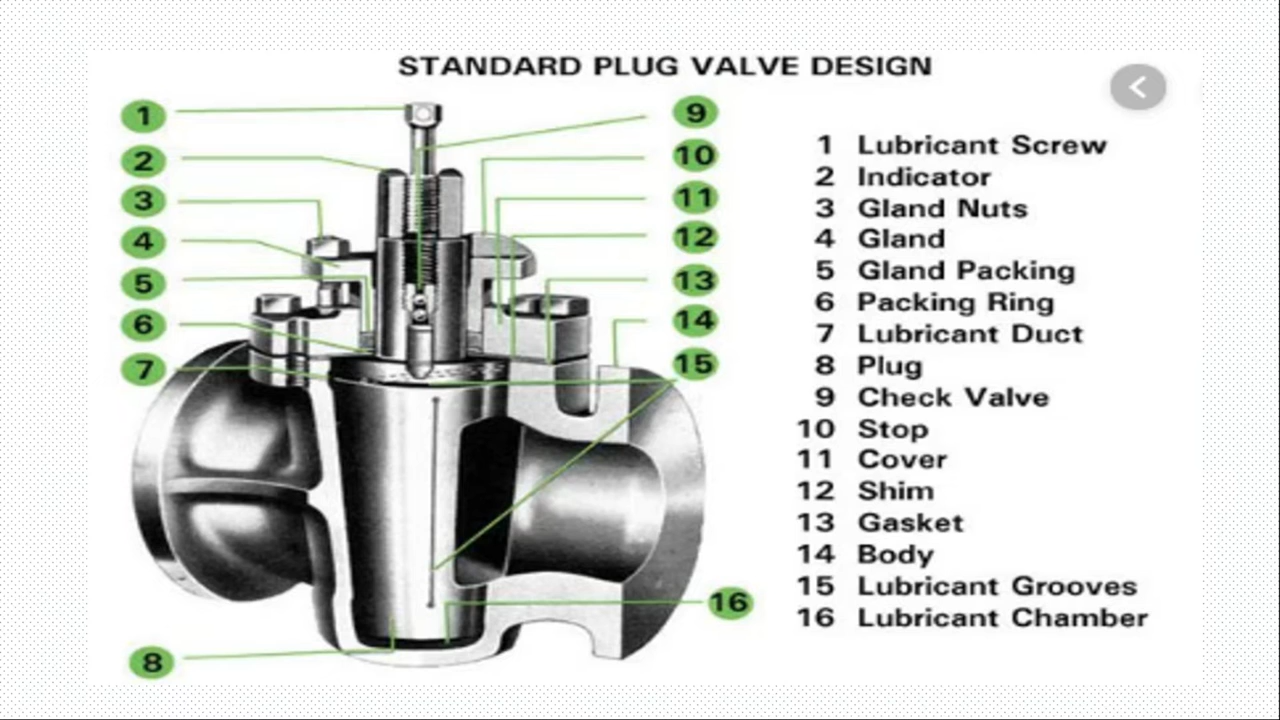 STANDARD PLUG VALVE DESIGN
1
2
3
4
5
6
7
8
9
10
11
12
13
14
15
16
1 Lubricant Screw
2 Indicator
3 Gland Nuts
4 Gland
5 Gland Packing
6 Packing Ring
7 Lubricant Duct
8 Plug
9 Check Valve
10 Stop
11 Cover
12 Shim
13 Gasket
14 Body
15 Lubricant Grooves
16 Lubricant Chamber